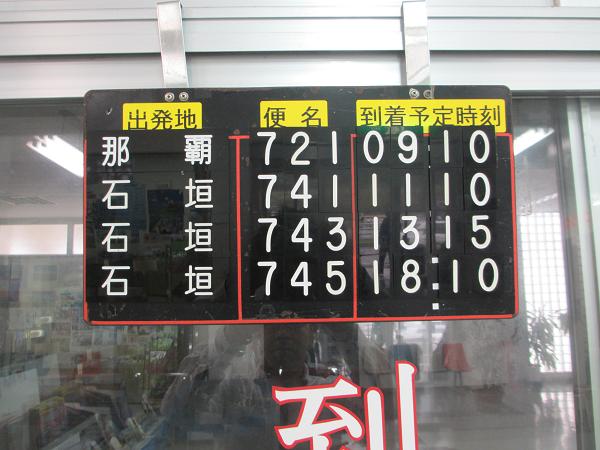 出発地 便名 到着予定時刻
那覇 721 09:10
石垣 741 11:10
石垣 743 13:15
石垣 745 18:10
到